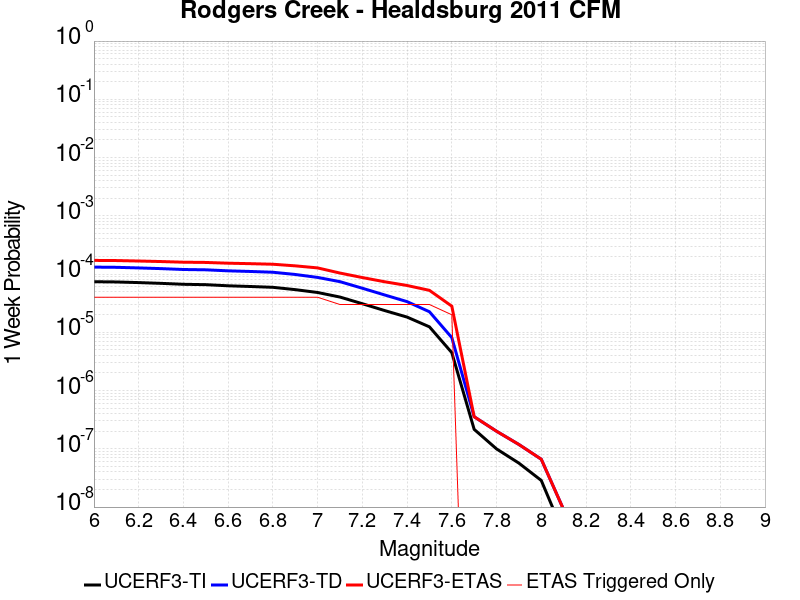 Rodgers Creek - Healdsburg 2011 CFM
10^0
10^-1
10^-2
10^-3
10^-4
10^-5
10^-6
10^-7
10^-8
1 Week Probability
6 6.2 6.4 6.6 6.8 7 7.2 7.4 7.6 7.8 8 8.2 8.4 8.6 8.8 9
Magnitude
UCERF3-TI UCERF3-TD UCERF3-ETAS ETAS Triggered Only